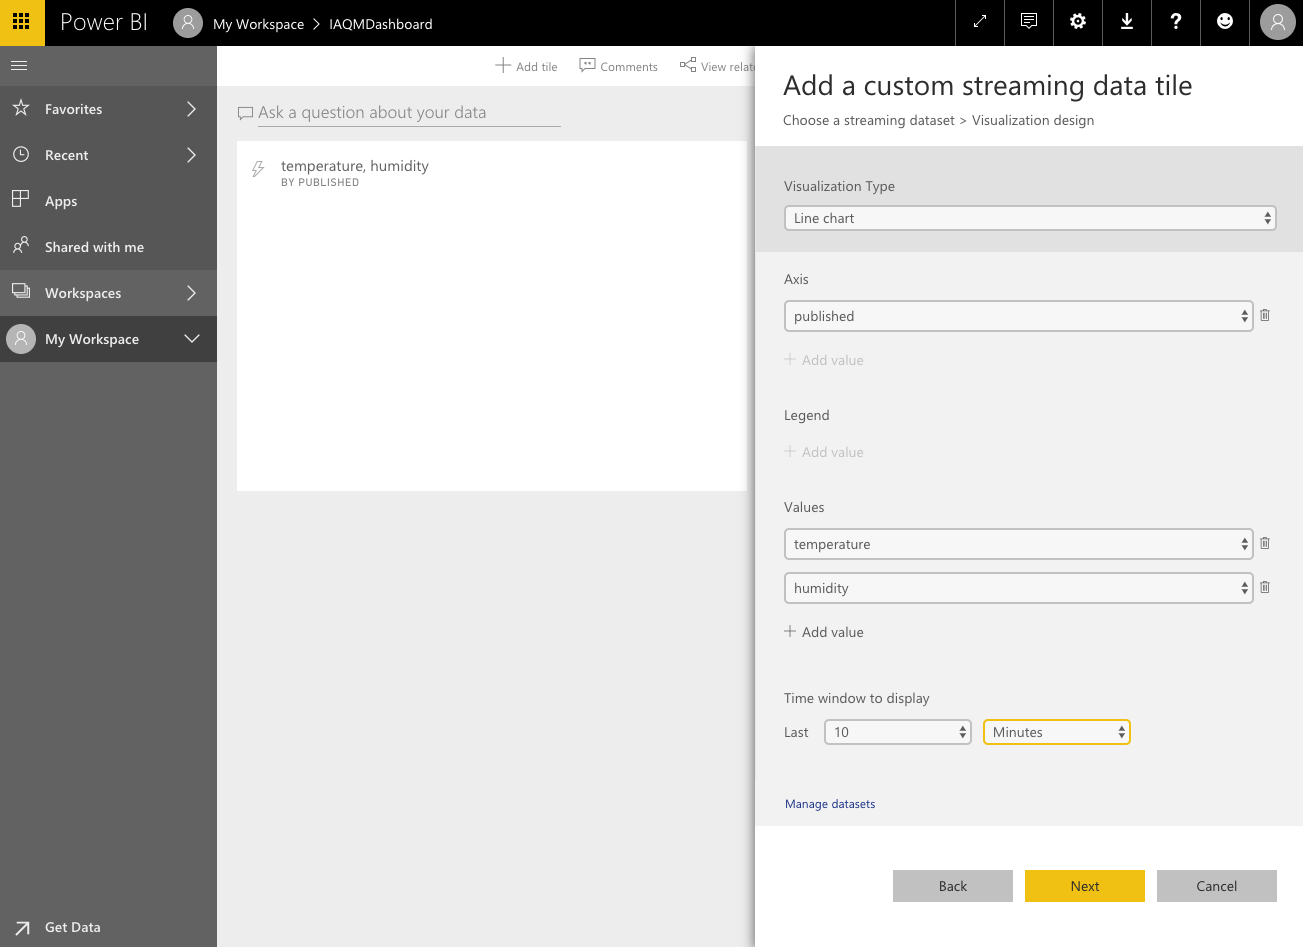 Power BI
My Workspace > IAQMDashboard
Favorites
Recent
Apps
Shared with me
Workspaces
My Workspace
Get Data
Add tile
Comments
View relate
Ask a question about your data
temperature, humidity
BY PUBLISHED
Add a custom streaming data tile
Choose a streaming dataset > Visualization design
Visualization Type
Line chart
Axis
published
Add value
Legend
Add value
Values
temperature
humidity
Add value
Time window to display
Last 10 Minutes
Manage datasets
Back Next Cancel